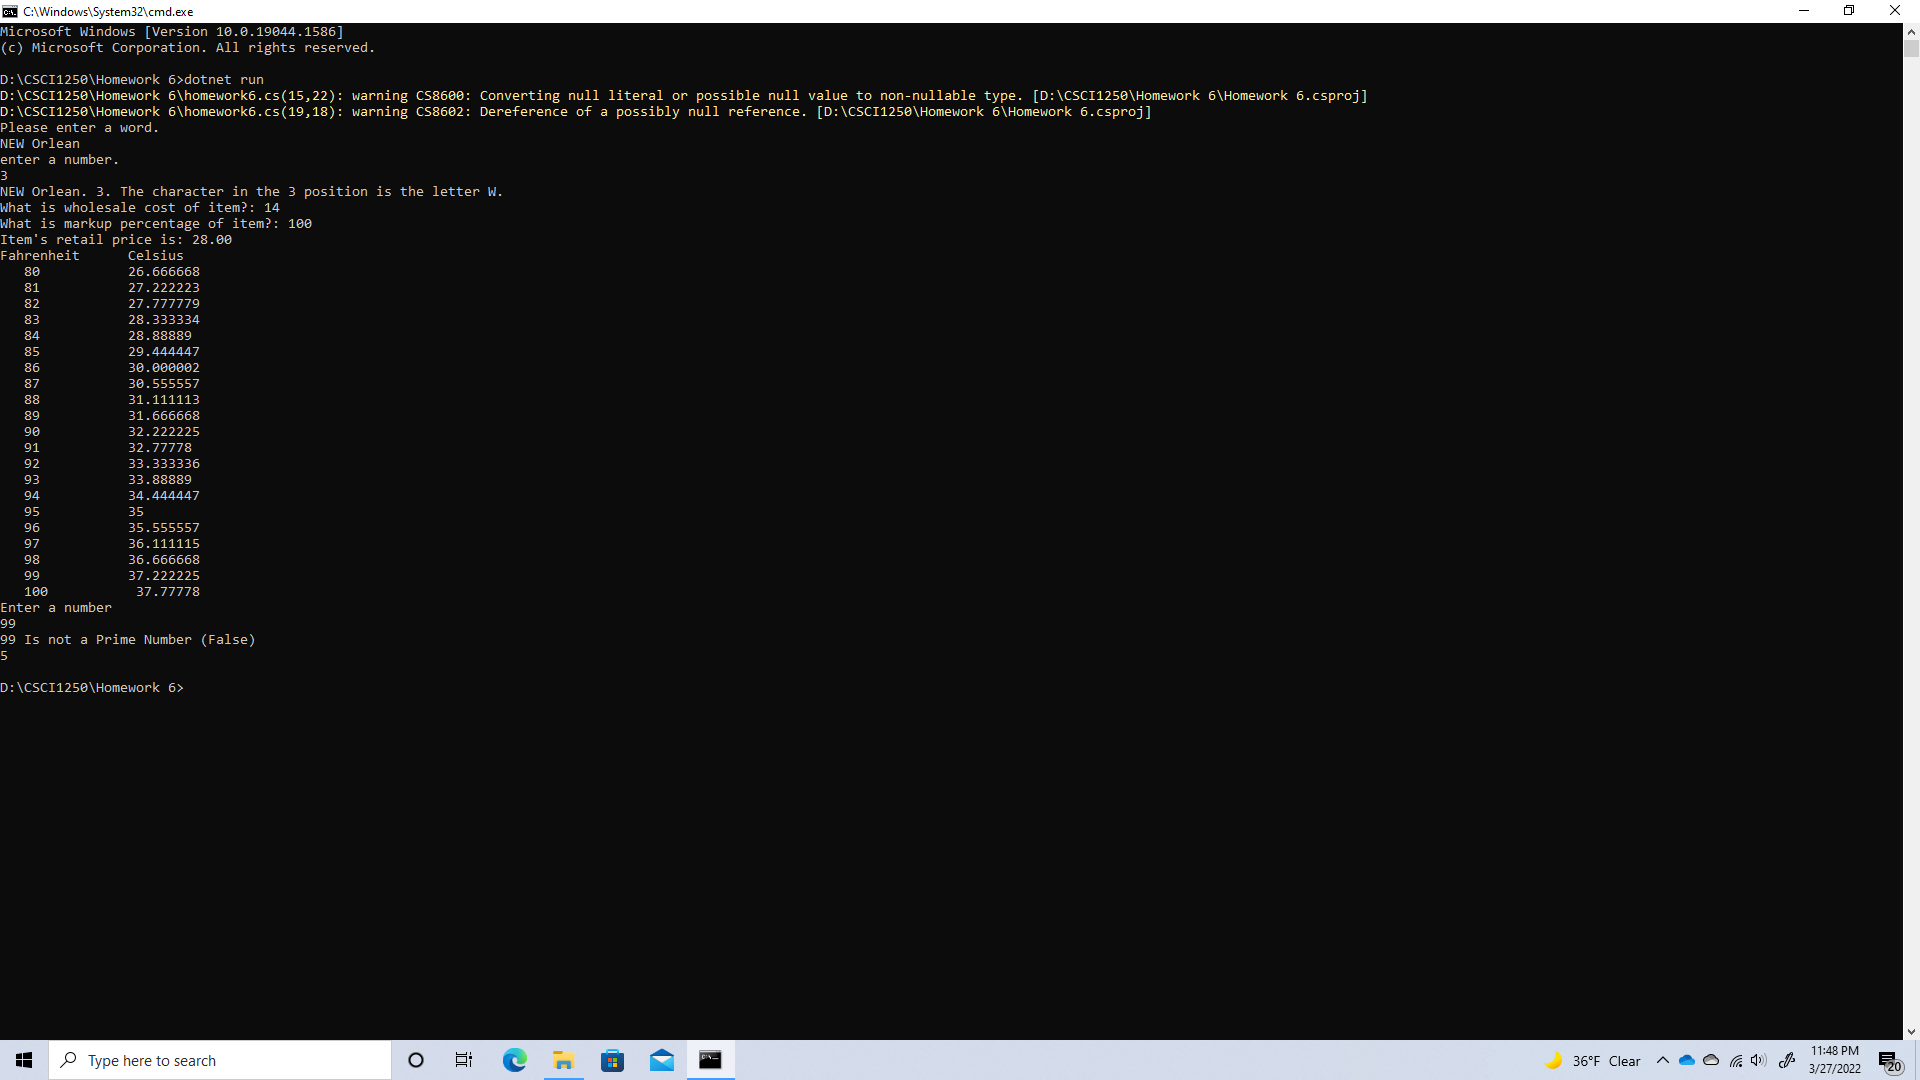 C:\Windows\System32\cmd.exe
Microsoft Windows [Version 10.0.19044.1586]
(c) Microsoft Corporation. All rights reserved.
D:\CSCI1250\Homework 6>dotnet run
D:\CSCI1250\Homework 6\homework6.cs(15,22): warning CS8600: Converting null literal or possible null value to non-nullable type. [D:\CSCI1250\Homework 6\Homework 6.csproj]
D:\CSCI1250\Homework 6\homework6.cs(19,18): warning CS8602: Dereference of a possibly null reference. [D:\CSCI1250\Homework 6\Homework 6.csproj]
Please enter a word.
NEW Orlean
enter a number.
3
NEW Orlean. 3. The character in the 3 position is the letter W.
What is wholesale cost of item?: 14
What is markup percentage of item?: 100
Item's retail price is: 28.00
Fahrenheit Celsius
80 26.666668
81 27.222223
82 27.777779
83 28.333334
84 28.88889
85 29.444447
86 30.000002
87 30.555557
88 31.111113
89 31.666668
90 32.222225
91 32.77778
92 33.333336
93 33.88889
94 34.444447
95 35
96 35.555557
97 36.111115
98 36.666668
99 37.222225
100 37.77778
Enter a number
99
99 Is not a Prime Number (False)
5
D:\CSCI1250\Homework 6>
Type here to search
36°F Clear
11:48 PM
3/27/2022
20